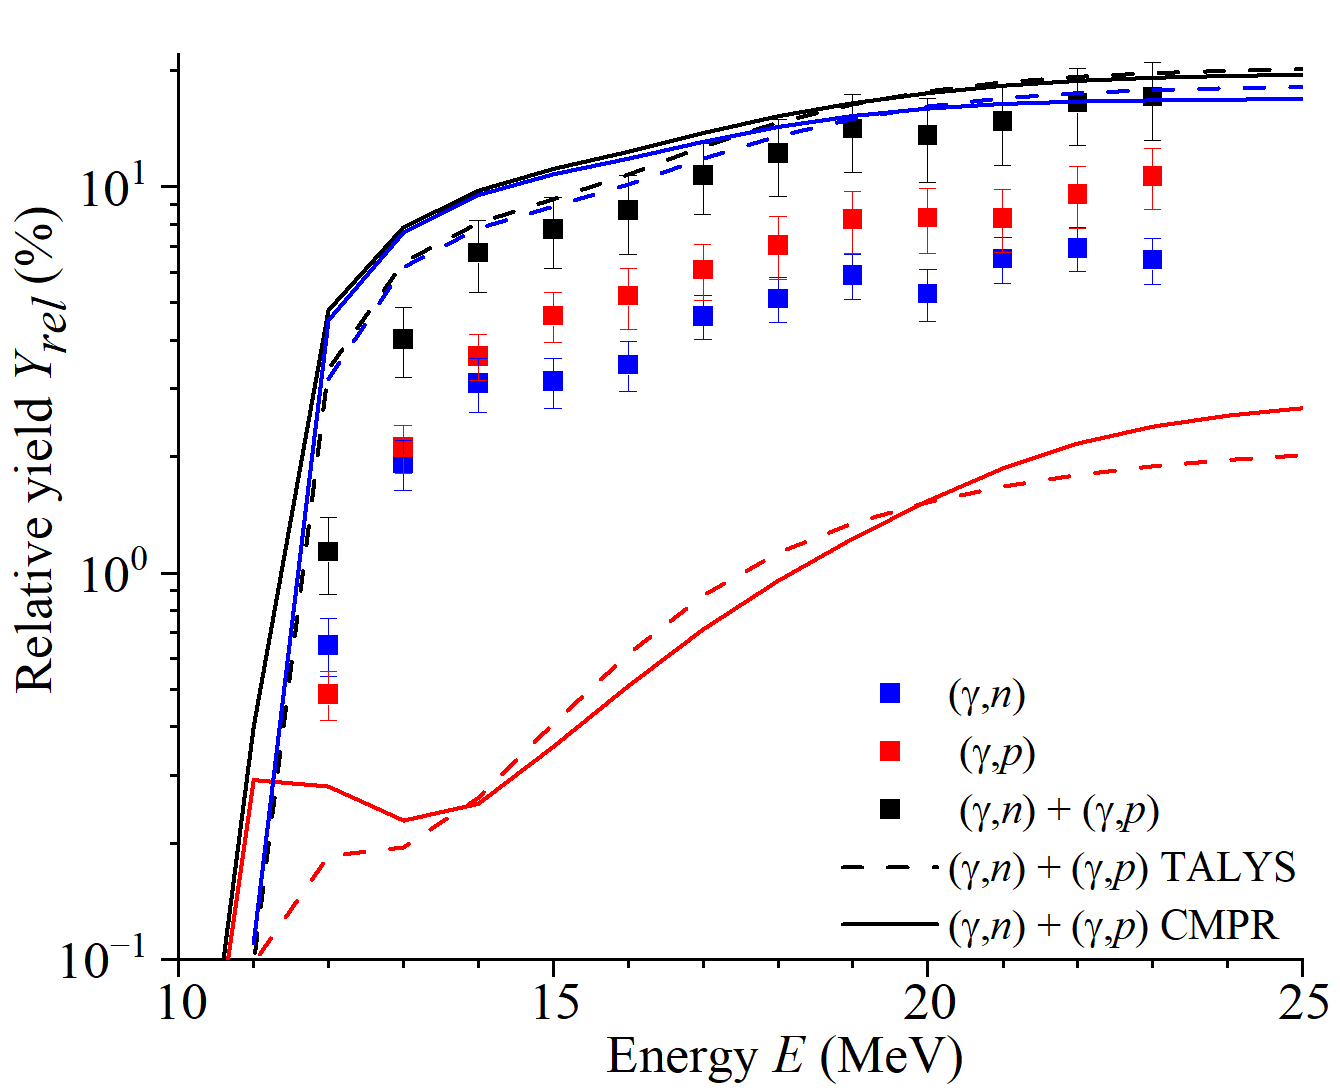 Relative yield Y_rel (%)
10¹
10⁰
10⁻¹
10 15 20 25
Energy E (MeV)
(γ,n)
(γ,p)
(γ,n) + (γ,p)
(γ,n) + (γ,p) TALYS
(γ,n) + (γ,p) CMPR